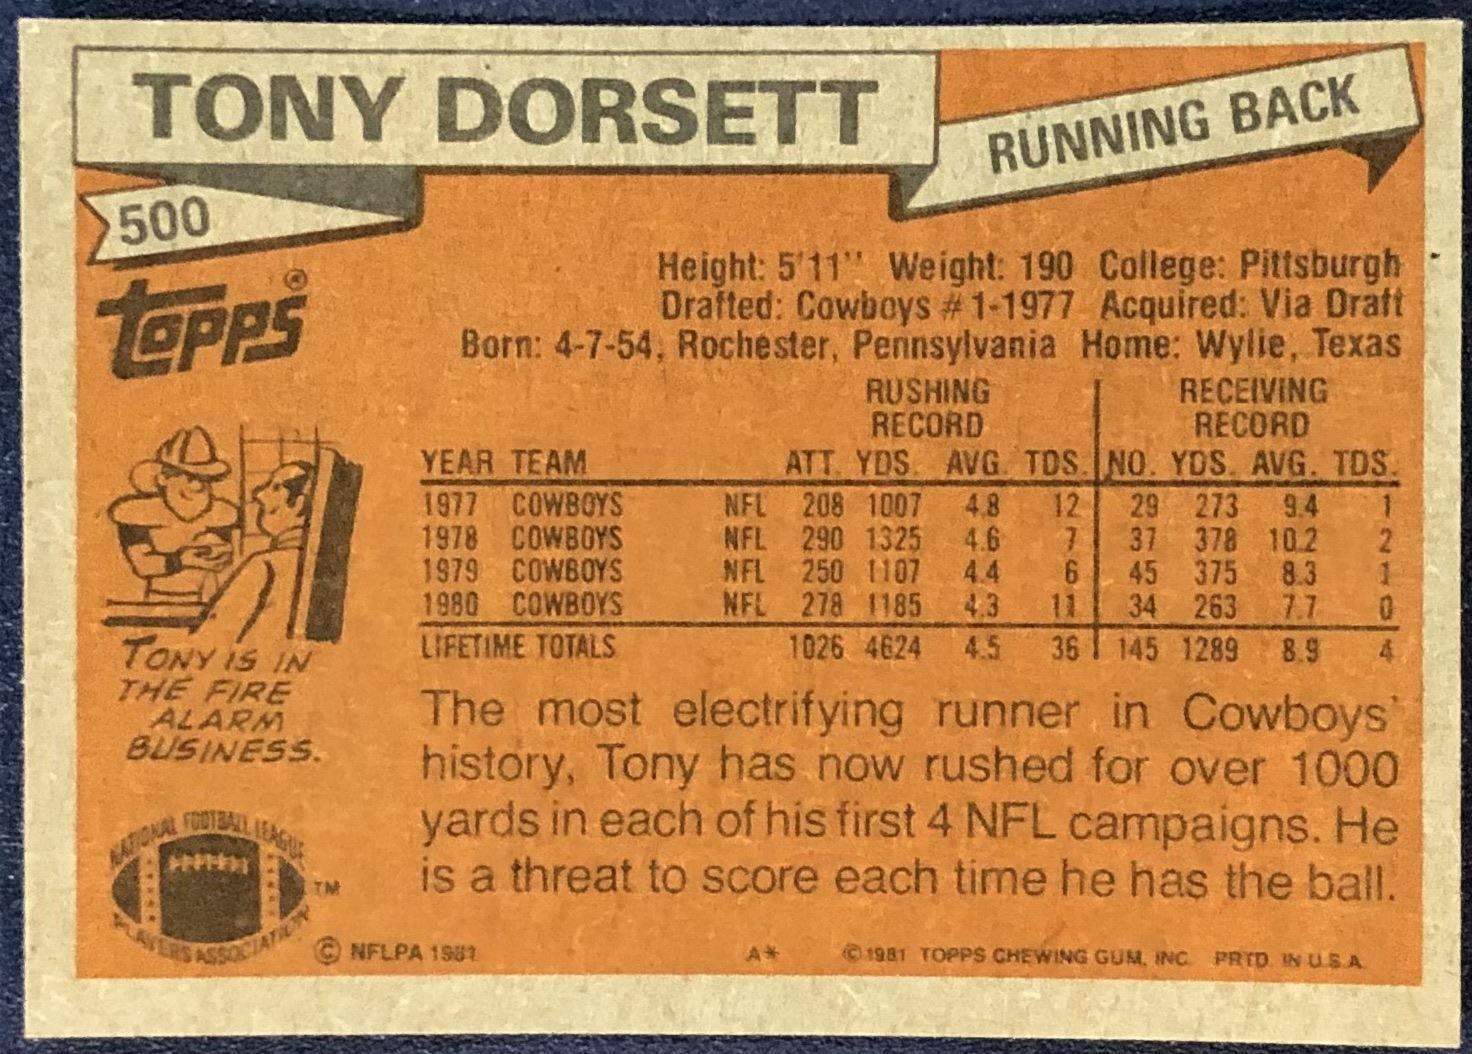 TONY DORSETT
RUNNING BACK
500
TOPPS®
Height: 5'11" Weight: 190 College: Pittsburgh
Drafted: Cowboys #1-1977 Acquired: Via Draft
Born: 4-7-54, Rochester, Pennsylvania Home: Wylie, Texas
RUSHING RECORD RECEIVING RECORD
YEAR TEAM ATT. YDS. AVG. TDS. NO. YDS. AVG. TDS.
1977 COWBOYS NFL 208 1007 4.8 12 29 273 9.4 1
1978 COWBOYS NFL 290 1325 4.6 7 37 378 10.2 2
1979 COWBOYS NFL 250 1107 4.4 6 45 375 8.3 1
1980 COWBOYS NFL 278 1185 4.3 11 34 263 7.7 0
LIFETIME TOTALS 1026 4624 4.5 36 145 1289 8.9 4
TONY IS IN
THE FIRE
ALARM
BUSINESS.
The most electrifying runner in Cowboys'
history, Tony has now rushed for over 1000
yards in each of his first 4 NFL campaigns. He
is a threat to score each time he has the ball.
NATIONAL FOOTBALL LEAGUE
PLAYERS ASSOCIATION
TM
© NFLPA 1981 A* © 1981 TOPPS CHEWING GUM, INC. PRTD. IN U.S.A.